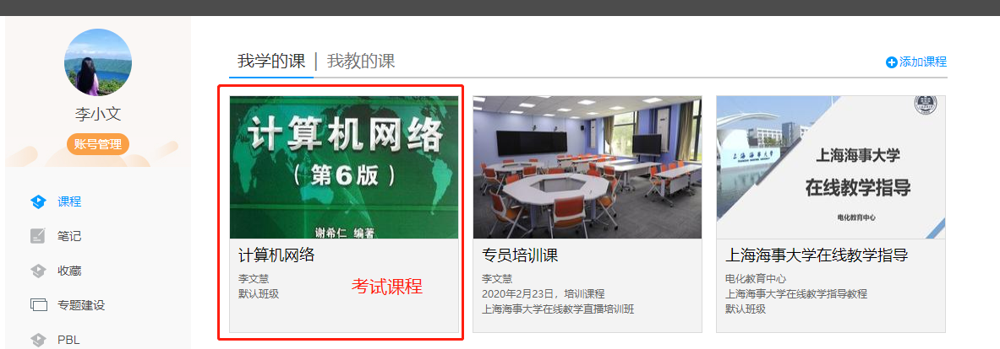 李小文
账号管理
课程
笔记
收藏
专题建设
PBL
我学的课 | 我教的课
添加课程
计算机网络
(第6版)
谢希仁 编著
计算机网络
李文慧
默认班级
考试课程
专员培训课
李文慧
2020年2月23日，培训课程
上海海事大学在线教学直播培训班
上海海事大学
上海海事大学
在线教学指导
电化教育中心
上海海事大学在线教学指导
电化教育中心
上海海事大学在线教学指导教程
默认班级